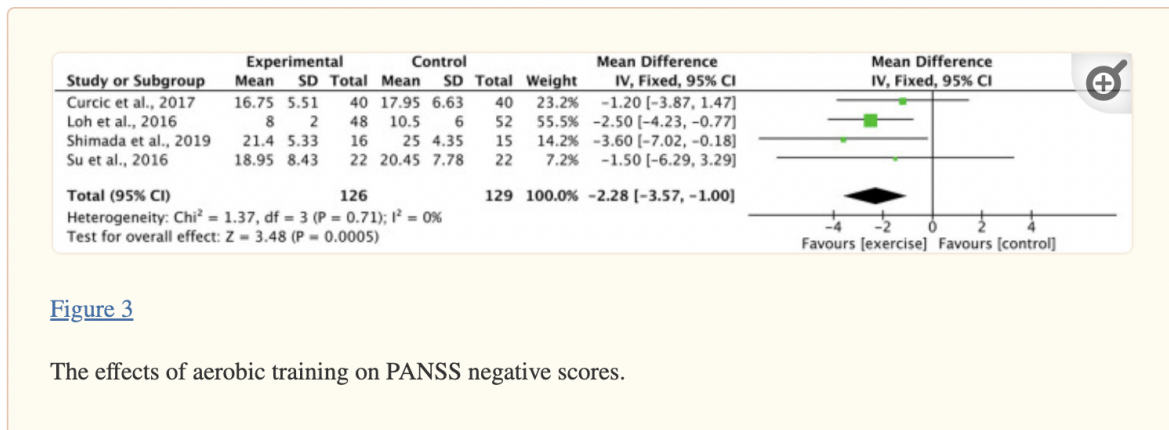 Experimental Control Mean Difference Mean Difference
Study or Subgroup Mean SD Total Mean SD Total Weight IV, Fixed, 95% CI IV, Fixed, 95% CI
Curcic et al., 2017 16.75 5.51 40 17.95 6.63 40 23.2% −1.20 [−3.87, 1.47]
Loh et al., 2016 8 2 48 10.5 6 52 55.5% −2.50 [−4.23, −0.77]
Shimada et al., 2019 21.4 5.33 16 25 4.35 15 14.2% −3.60 [−7.02, −0.18]
Su et al., 2016 18.95 8.43 22 20.45 7.78 22 7.2% −1.50 [−6.29, 3.29]
Total (95% CI) 126 129 100.0% −2.28 [−3.57, −1.00]
Heterogeneity: Chi² = 1.37, df = 3 (P = 0.71); I² = 0%
Test for overall effect: Z = 3.48 (P = 0.0005)
−4 −2 0 2 4
Favours [exercise] Favours [control]
Figure 3
The effects of aerobic training on PANSS negative scores.